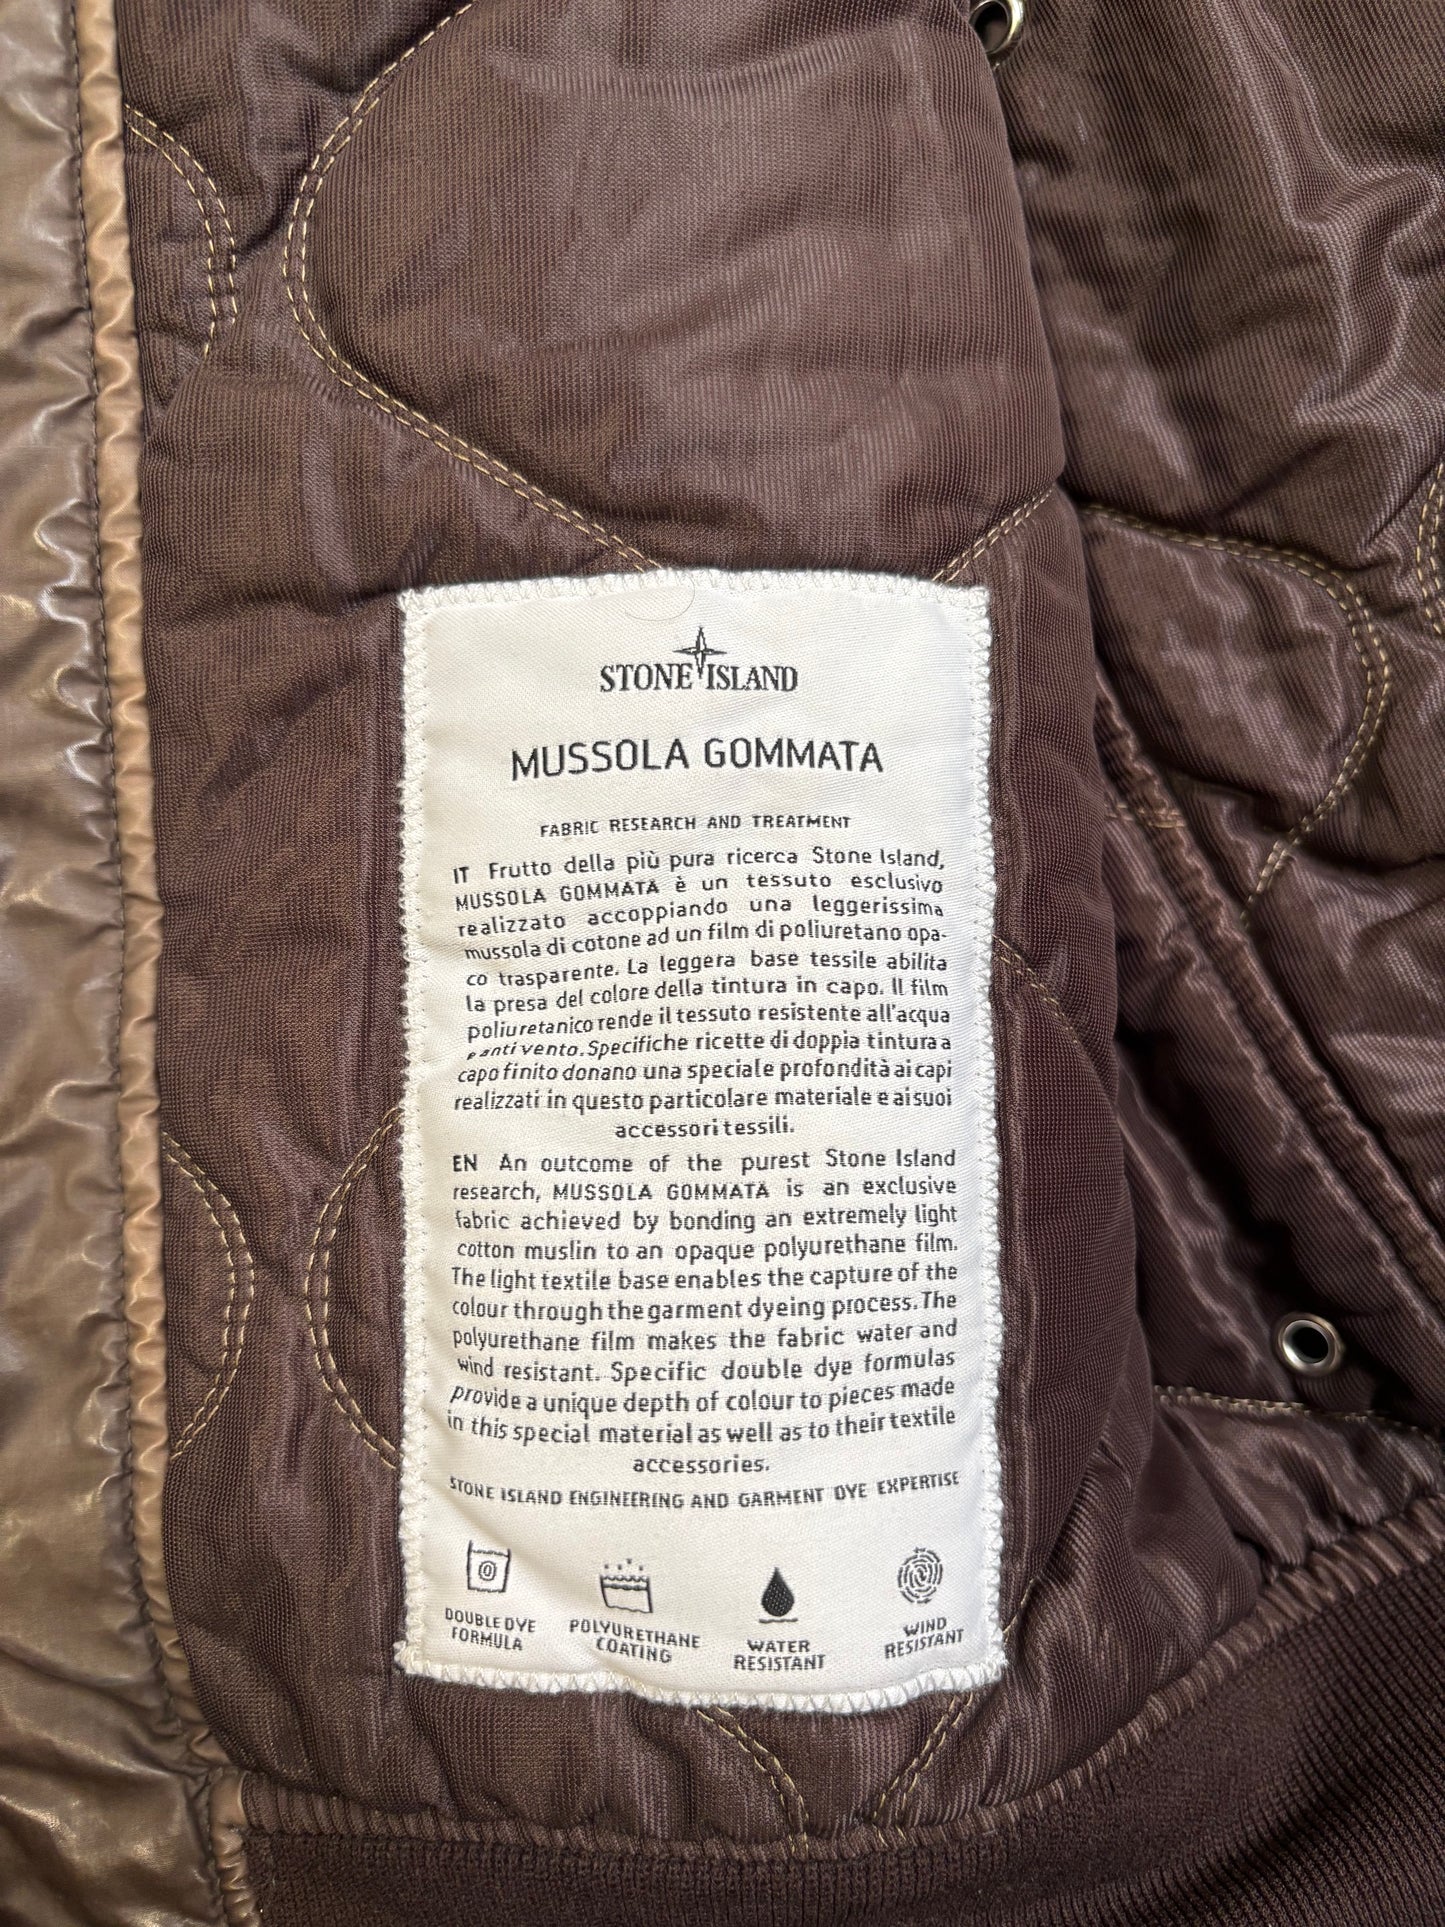 STONE ISLAND
MUSSOLA GOMMATA
FABRIC RESEARCH AND TREATMENT
IT Frutto della più pura ricerca Stone Island,
MUSSOLA GOMMATA è un tessuto esclusivo
realizzato accoppiando una leggerissima
mussola di cotone ad un film di poliuretano opa-
co trasparente. La leggera base tessile abilita
la presa del colore della tintura in capo. Il film
poliuretanico rende il tessuto resistente all'acqua
e antivento. Specifiche ricette di doppia tintura a
capo finito donano una speciale profondità ai capi
realizzati in questo particolare materiale e ai suoi
accessori tessili.
EN An outcome of the purest Stone Island
research, MUSSOLA GOMMATA is an exclusive
fabric achieved by bonding an extremely light
cotton muslin to an opaque polyurethane film.
The light textile base enables the capture of the
colour through the garment dyeing process. The
polyurethane film makes the fabric water and
wind resistant. Specific double dye formulas
provide a unique depth of colour to pieces made
in this special material as well as to their textile
accessories.
STONE ISLAND ENGINEERING AND GARMENT DYE EXPERTISE
DOUBLE DYE
FORMULA
POLYURETHANE
COATING
WATER
RESISTANT
WIND
RESISTANT